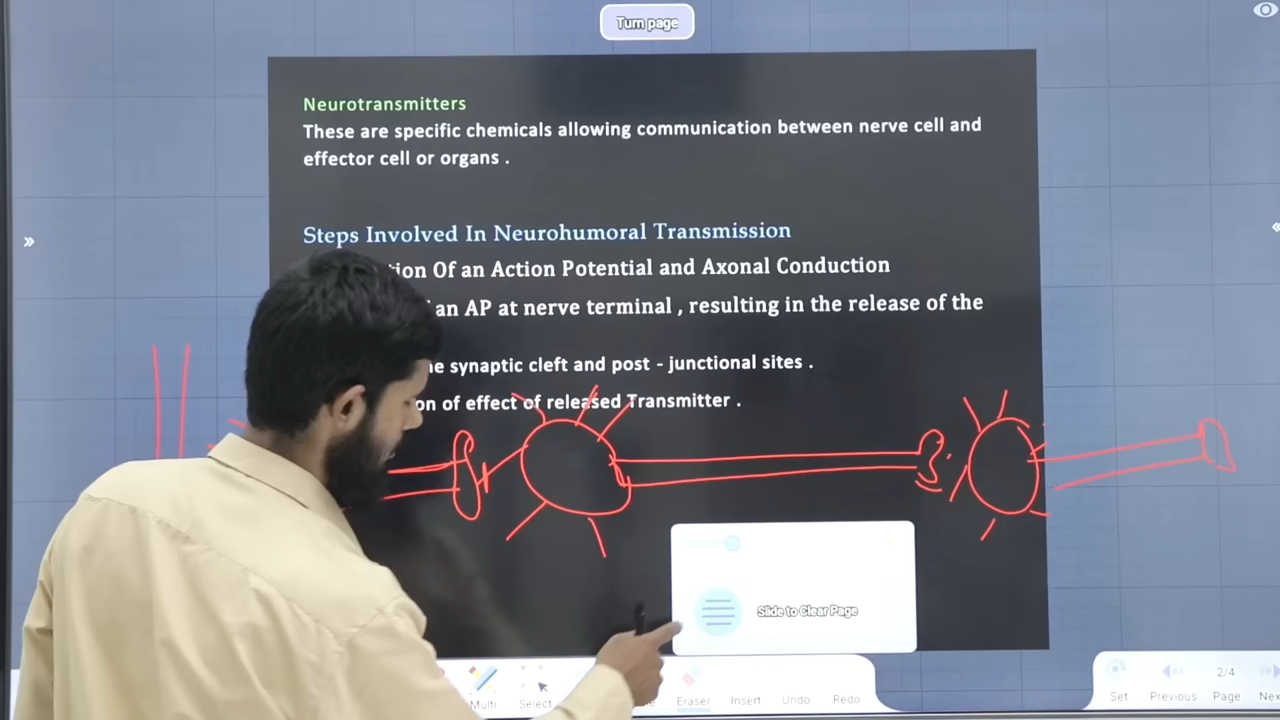 Turn page
Neurotransmitters
These are specific chemicals allowing communication between nerve cell and
effector cell or organs .
Steps Involved In Neurohumoral Transmission
Of an Action Potential and Axonal Conduction
an AP at nerve terminal , resulting in the release of the
synaptic cleft and post - junctional sites .
of effect of released Transmitter .
Slide to Clear Page
Multi Select Eraser Insert Undo Redo
2/4
Set Previous Page